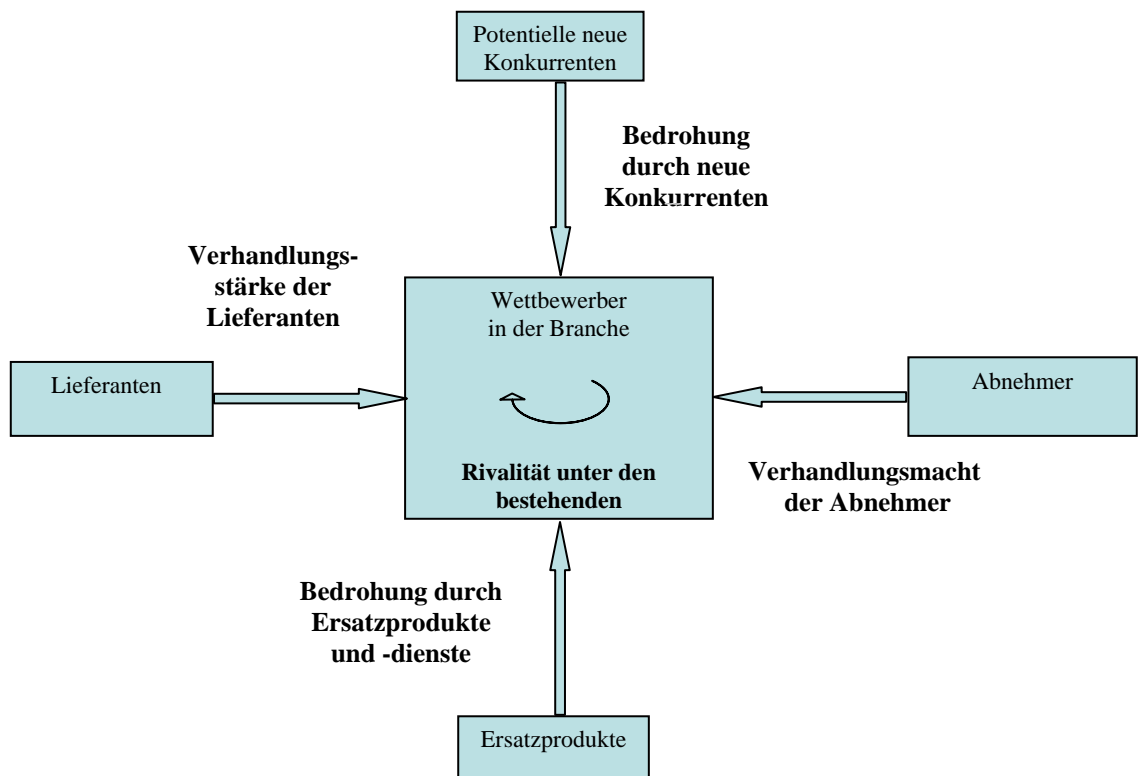 Potentielle neue
Konkurrenten
Bedrohung
durch neue
Konkurrenten
Verhandlungs-
stärke der
Lieferanten
Wettbewerber
in der Branche
Lieferanten
Abnehmer
Rivalität unter den
bestehenden
Verhandlungsmacht
der Abnehmer
Bedrohung durch
Ersatzprodukte
und -dienste
Ersatzprodukte